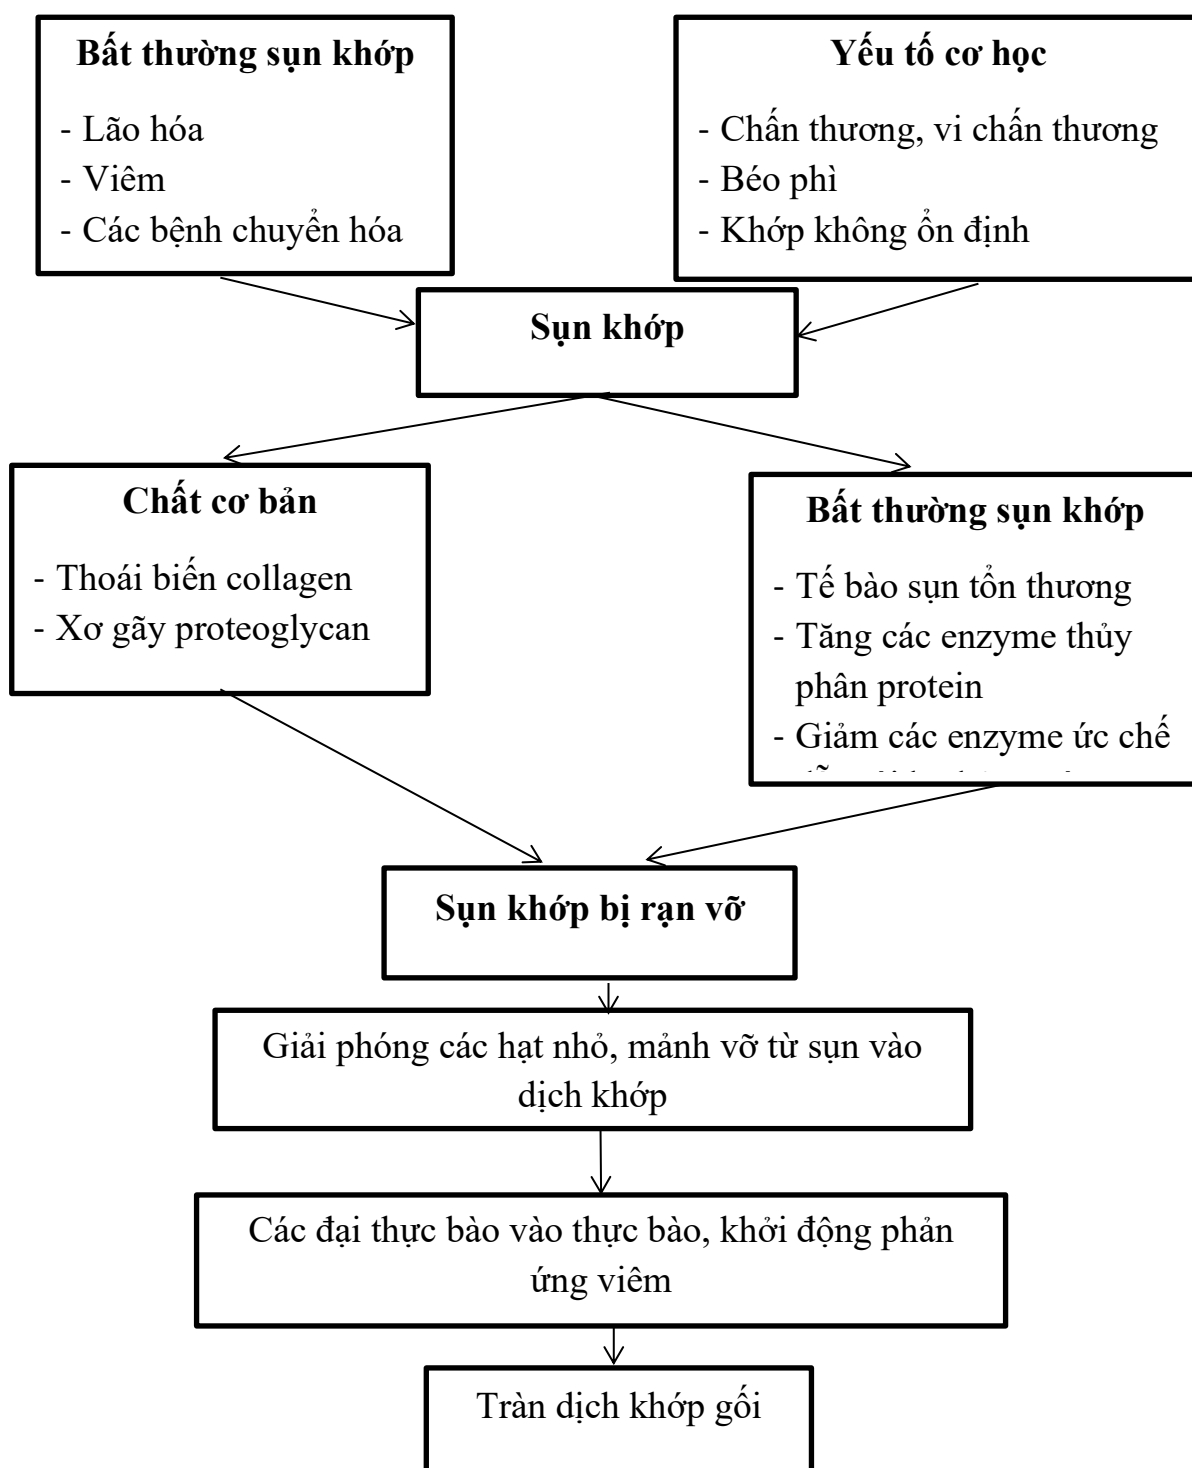 Bất thường sụn khớp
- Lão hóa
- Viêm
- Các bệnh chuyển hóa
Yếu tố cơ học
- Chấn thương, vi chấn thương
- Béo phì
- Khớp không ổn định
Sụn khớp
Chất cơ bản
- Thoái biến collagen
- Xơ gãy proteoglycan
Bất thường sụn khớp
- Tế bào sụn tổn thương
- Tăng các enzyme thủy
phân protein
- Giảm các enzyme ức chế
Sụn khớp bị rạn vỡ
Giải phóng các hạt nhỏ, mảnh vỡ từ sụn vào
dịch khớp
Các đại thực bào vào thực bào, khởi động phản
ứng viêm
Tràn dịch khớp gối